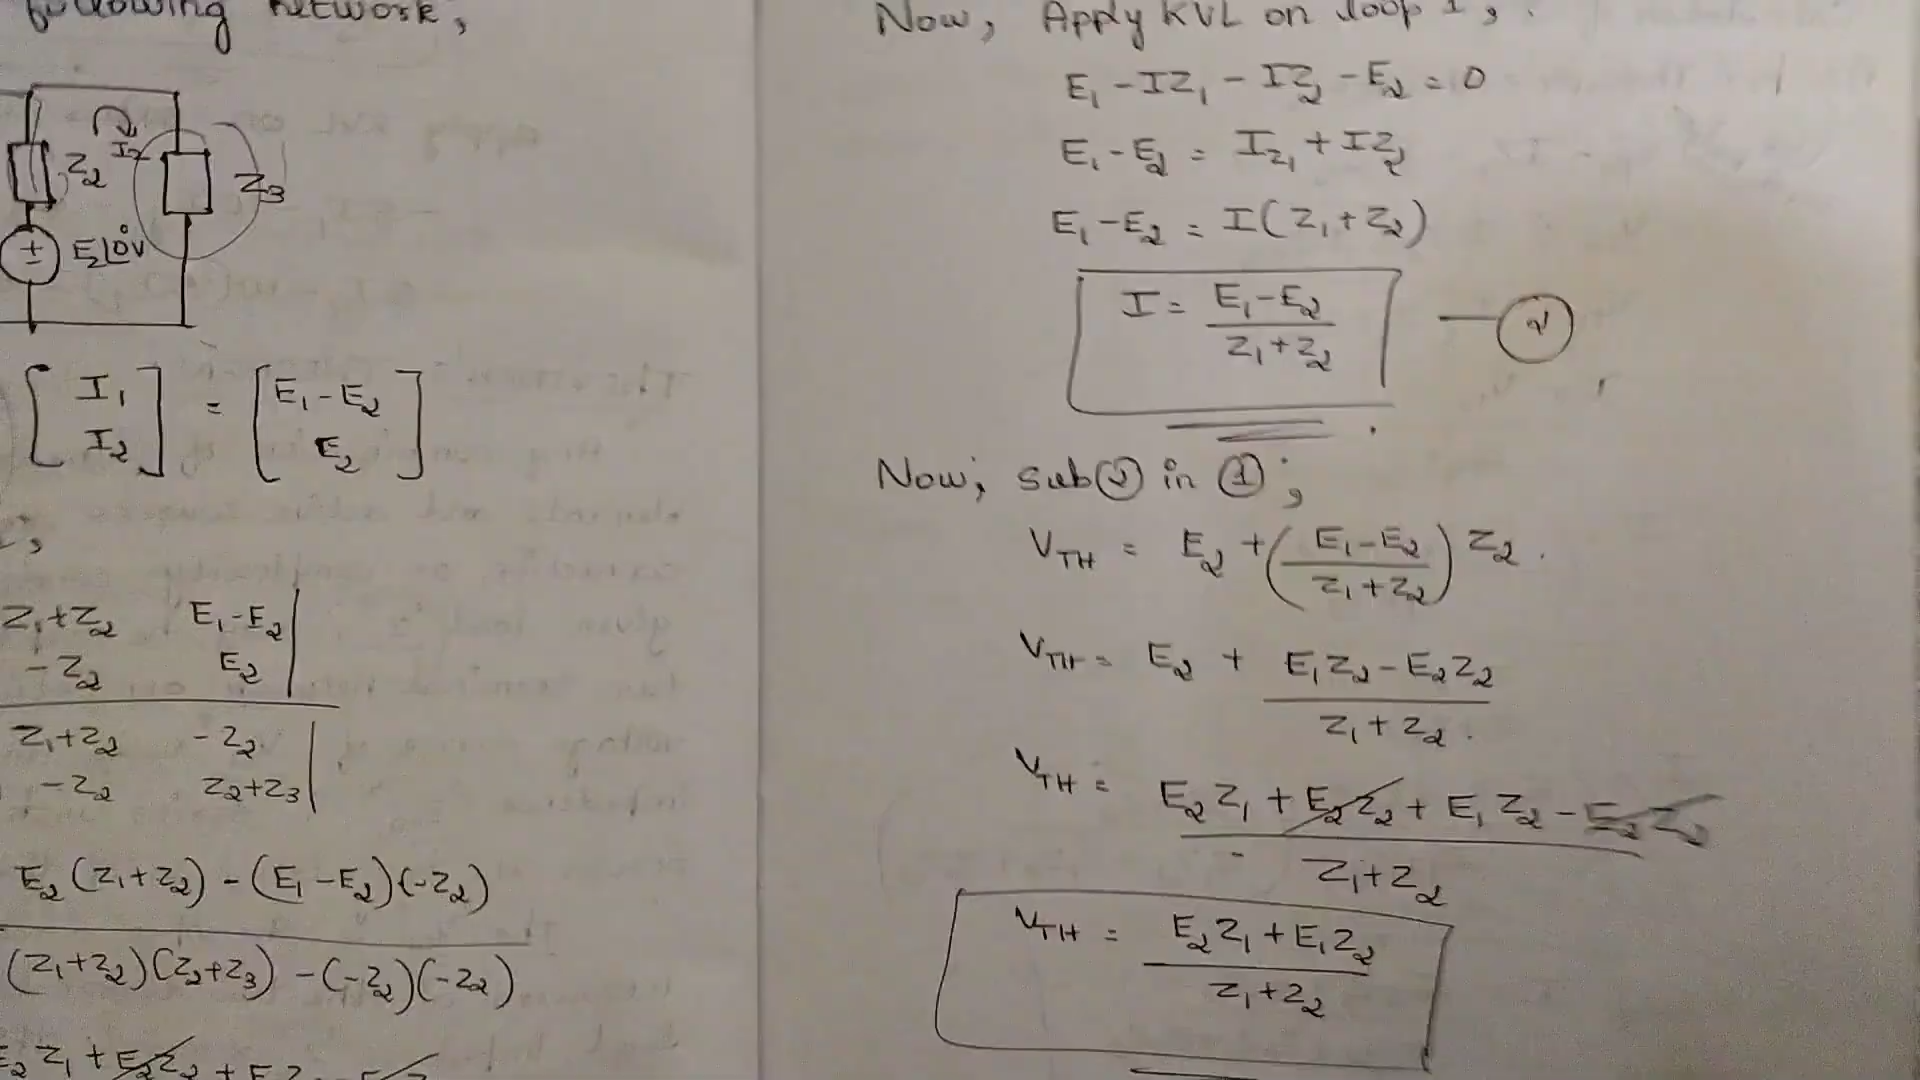 following network,
Z2
I2
Z3
±
E2∠0°V
[I1 I2] = [E1-E2 E2]
Z1+Z2 E1-E2
-Z2 E2
Z1+Z2 -Z2
-Z2 Z2+Z3
E2(Z1+Z2) - (E1-E2)(-Z2)
(Z1+Z2)(Z2+Z3) - (-Z2)(-Z2)
E2Z1 + E2Z2 +
Now, Apply KVL on loop 1,
E1 - IZ1 - IZ2 - E2 = 0
E1 - E2 = IZ1 + IZ2
E1 - E2 = I(Z1+Z2)
I = (E1-E2)/(Z1+Z2) — 2
Now; sub 2 in 1;
VTH = E2 + ((E1-E2)/(Z1+Z2)) Z2.
VTH = E2 + (E1Z2 - E2Z2)/(Z1+Z2).
VTH = (E2Z1 + E2Z2 + E1Z2 - E2Z2)/(Z1+Z2)
VTH = (E2Z1 + E1Z2)/(Z1+Z2)